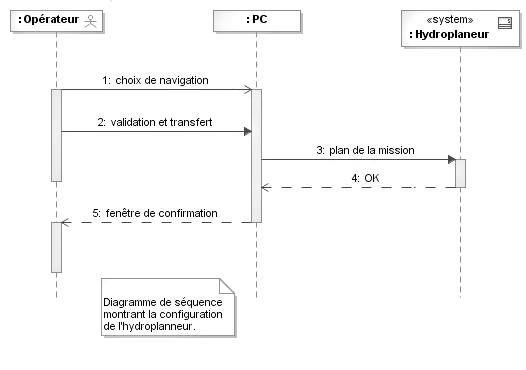 : Opérateur
: PC
«system»
: Hydroplaneur
1: choix de navigation
2: validation et transfert
3: plan de la mission
4: OK
5: fenêtre de confirmation
Diagramme de séquence
montrant la configuration
de l'hydroplanneur.